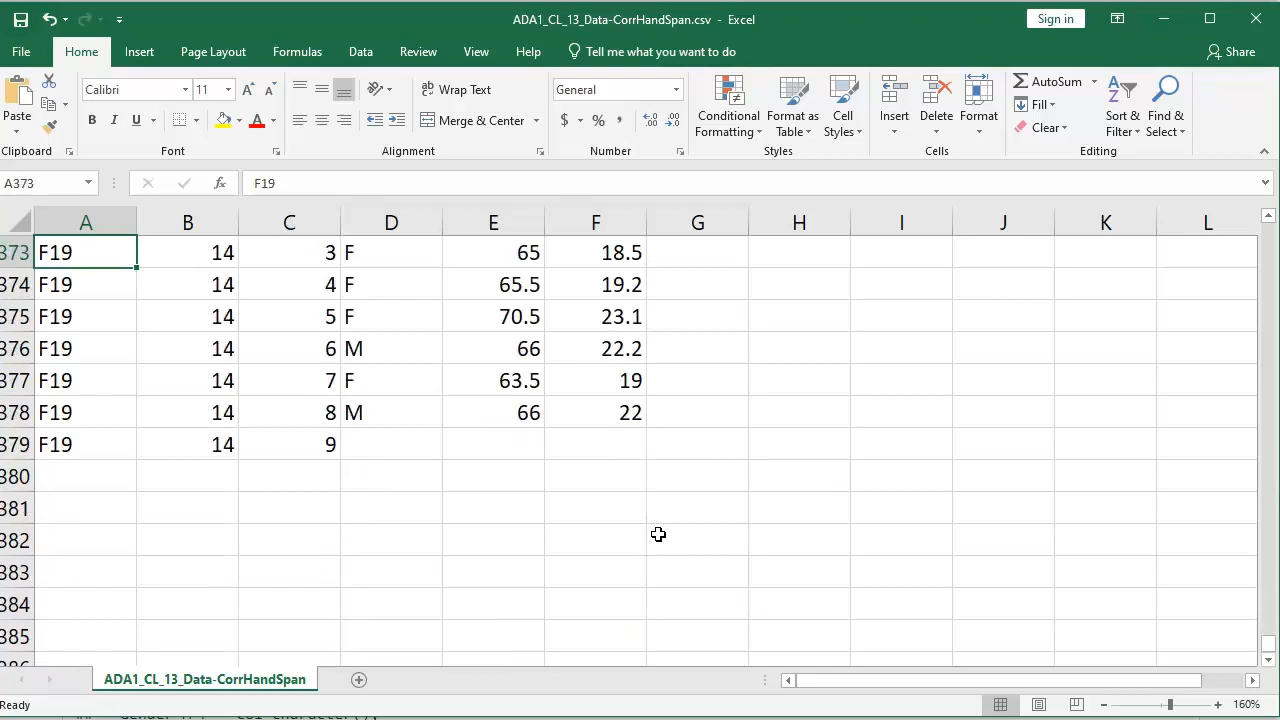 ADA1_CL_13_Data-CorrHandSpan.csv - Excel
Sign in
File Home Insert Page Layout Formulas Data Review View Help Tell me what you want to do Share
Calibri 11 Wrap Text General AutoSum
Paste B I U Merge & Center $ % , Conditional Formatting Format as Table Cell Styles Insert Delete Format Fill Clear Sort & Filter Find & Select
Clipboard Font Alignment Number Styles Cells Editing
A373 fx F19
A B C D E F G H I J K L
373 F19 14 3 F 65 18.5
374 F19 14 4 F 65.5 19.2
375 F19 14 5 F 70.5 23.1
376 F19 14 6 M 66 22.2
377 F19 14 7 F 63.5 19
378 F19 14 8 M 66 22
379 F19 14 9
380
381
382
383
384
385
ADA1_CL_13_Data-CorrHandSpan
Ready 160%